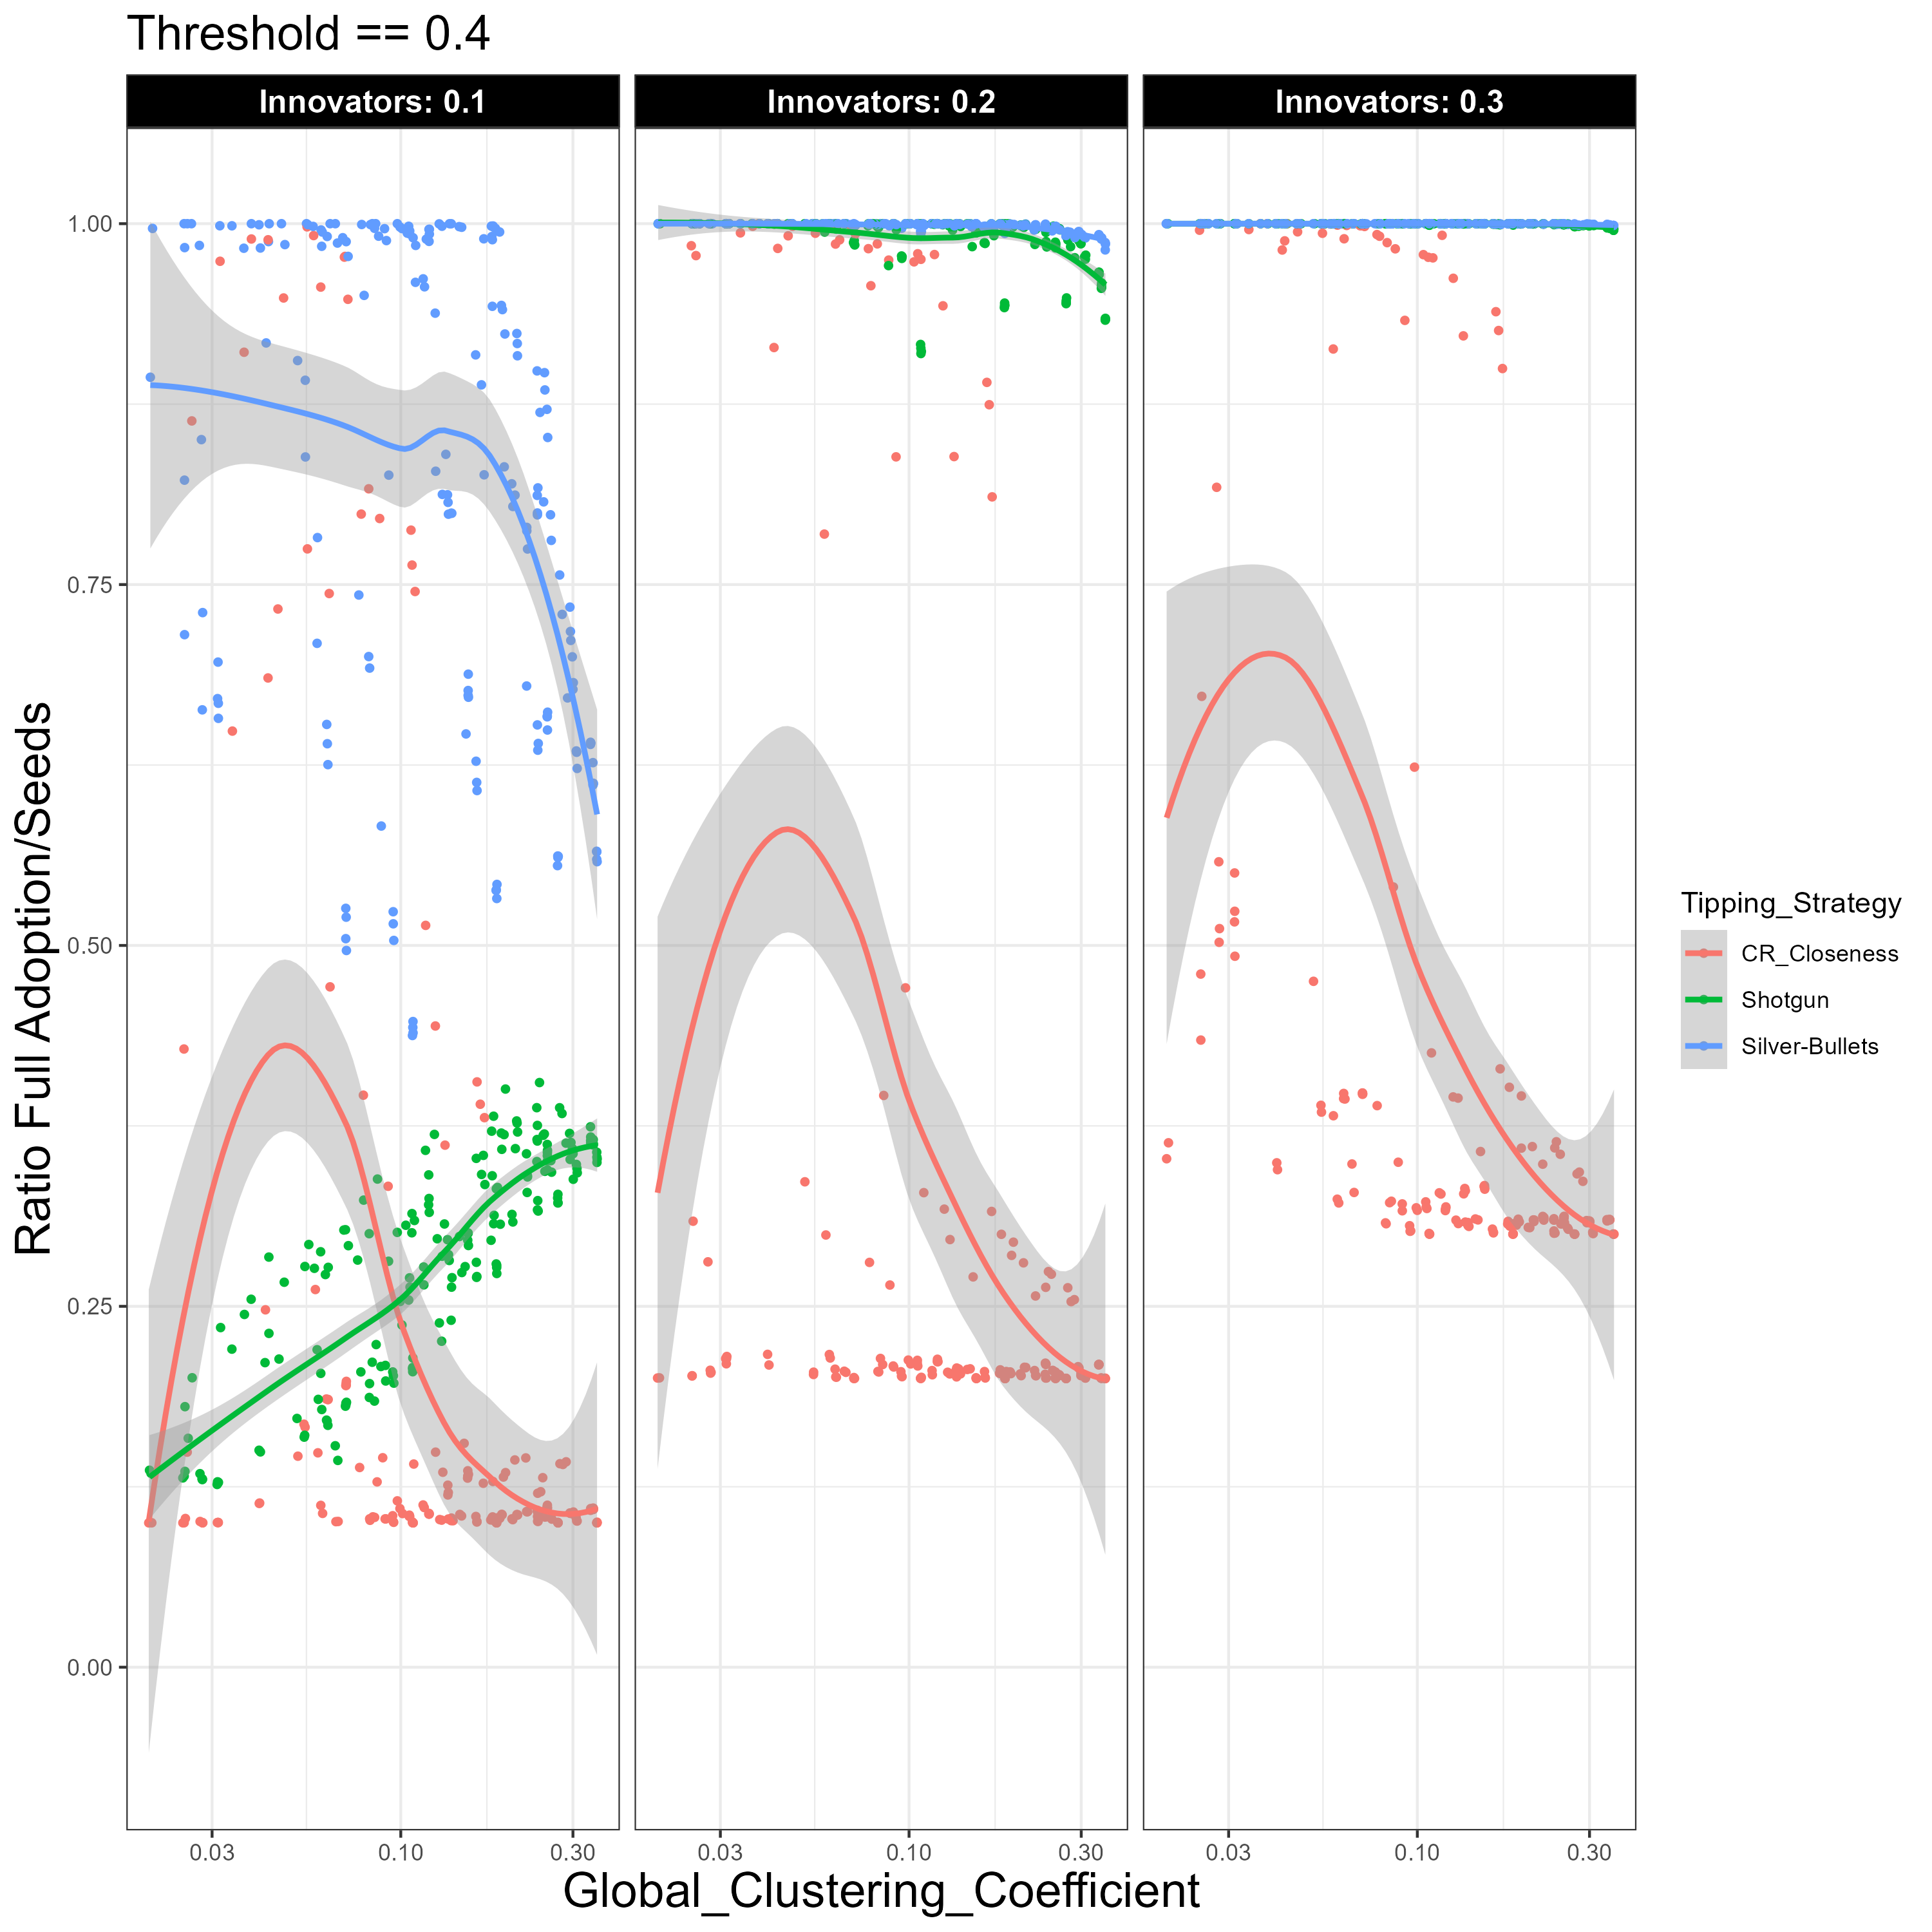 Threshold == 0.4
Innovators: 0.1
Innovators: 0.2
Innovators: 0.3
Ratio Full Adoption/Seeds
1.00
0.75
0.50
0.25
0.00
0.03 0.10 0.30
0.03 0.10 0.30
0.03 0.10 0.30
Global_Clustering_Coefficient
Tipping_Strategy
CR_Closeness
Shotgun
Silver-Bullets